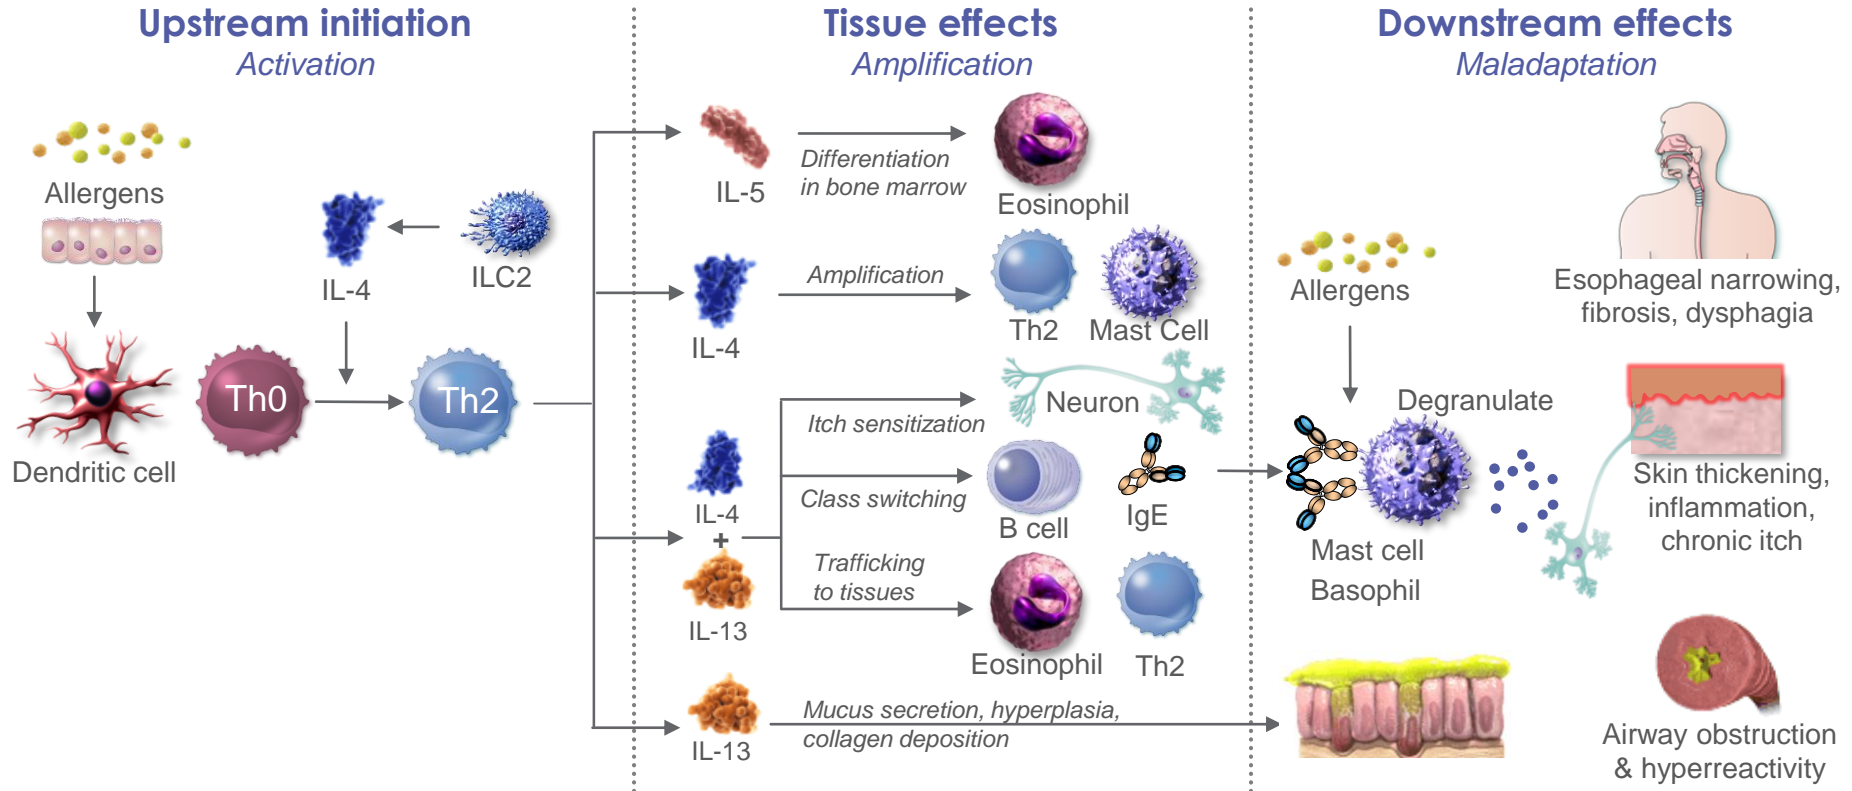 Upstream initiation
Activation
Allergens
IL-4
ILC2
Dendritic cell
Th0
Th2
Tissue effects
Amplification
IL-5
Differentiation
in bone marrow
Eosinophil
IL-4
Amplification
Th2
Mast Cell
Itch sensitization
Neuron
IL-4
+
IL-13
Class switching
B cell
IgE
Trafficking
to tissues
Eosinophil
Th2
IL-13
Mucus secretion, hyperplasia,
collagen deposition
Downstream effects
Maladaptation
Allergens
Esophageal narrowing,
fibrosis, dysphagia
Degranulate
Mast cell
Basophil
Skin thickening,
inflammation,
chronic itch
Airway obstruction
& hyperreactivity